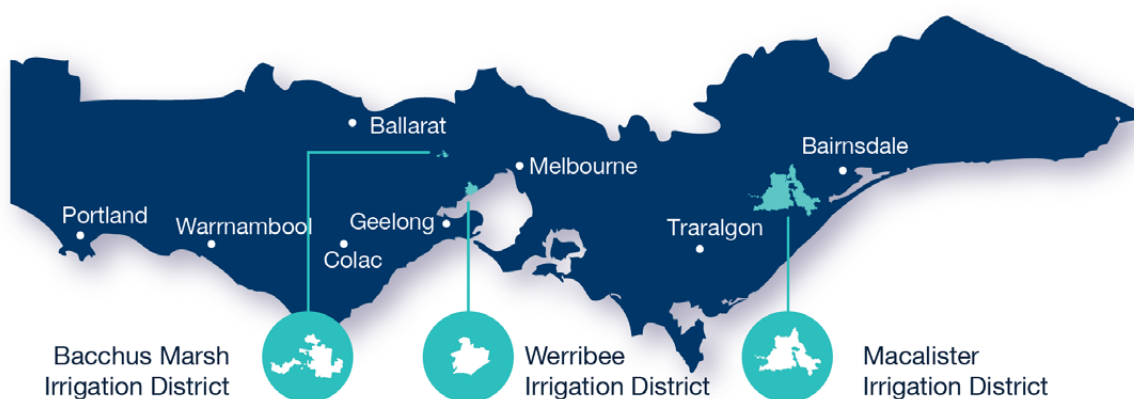 Ballarat
Bairnsdale
Melbourne
Portland
Warrnambool
Geelong
Colac
Traralgon
Bacchus Marsh
Irrigation District
Werribee
Irrigation District
Macalister
Irrigation District